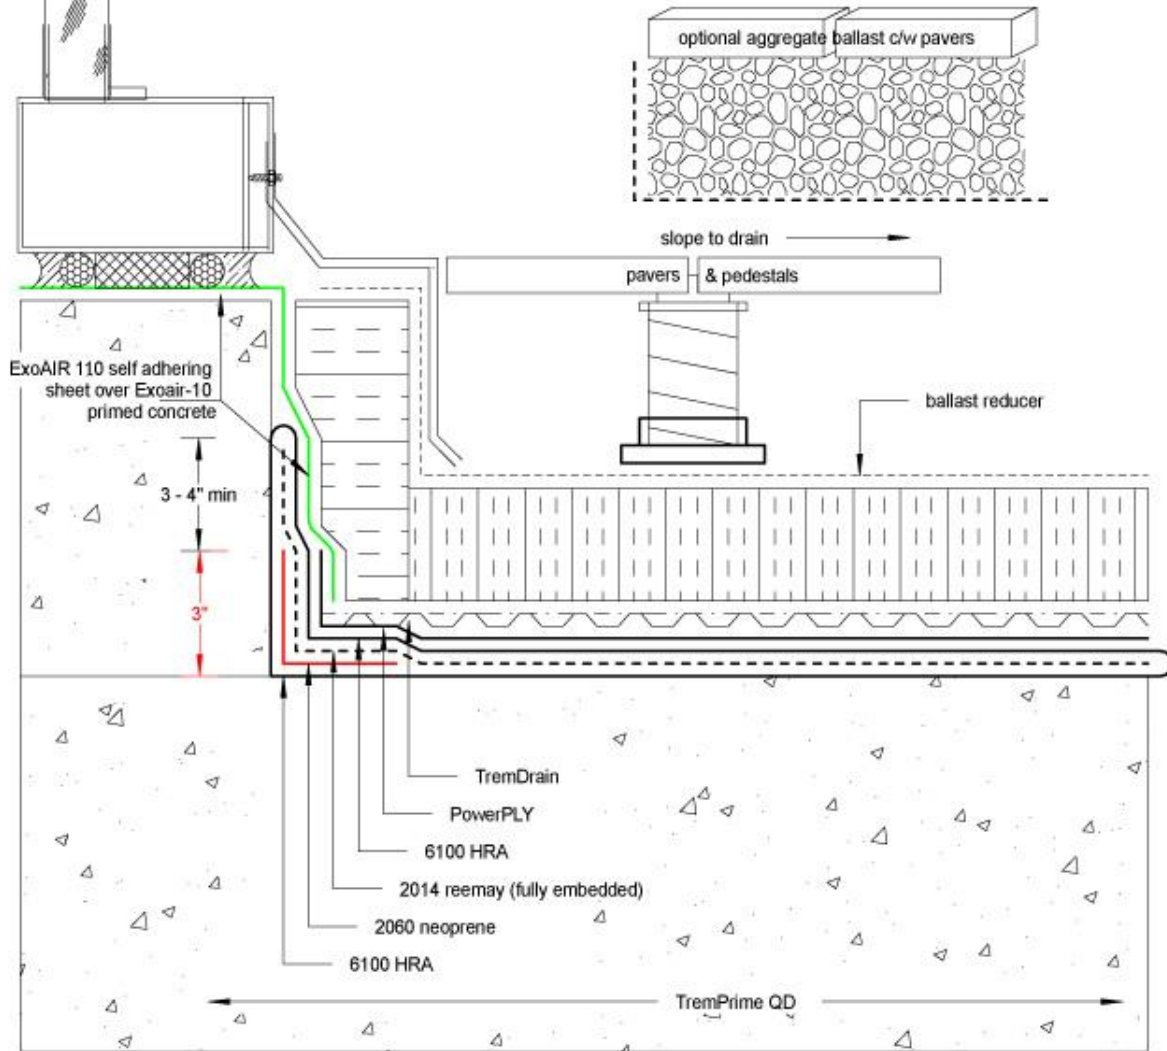 optional aggregate ballast c/w pavers
slope to drain
pavers & pedestals
ExoAIR 110 self adhering
sheet over Exoair-10
primed concrete
ballast reducer
3 - 4" min
3"
TremDrain
PowerPLY
6100 HRA
2014 reemay (fully embedded)
2060 neoprene
6100 HRA
TremPrime QD